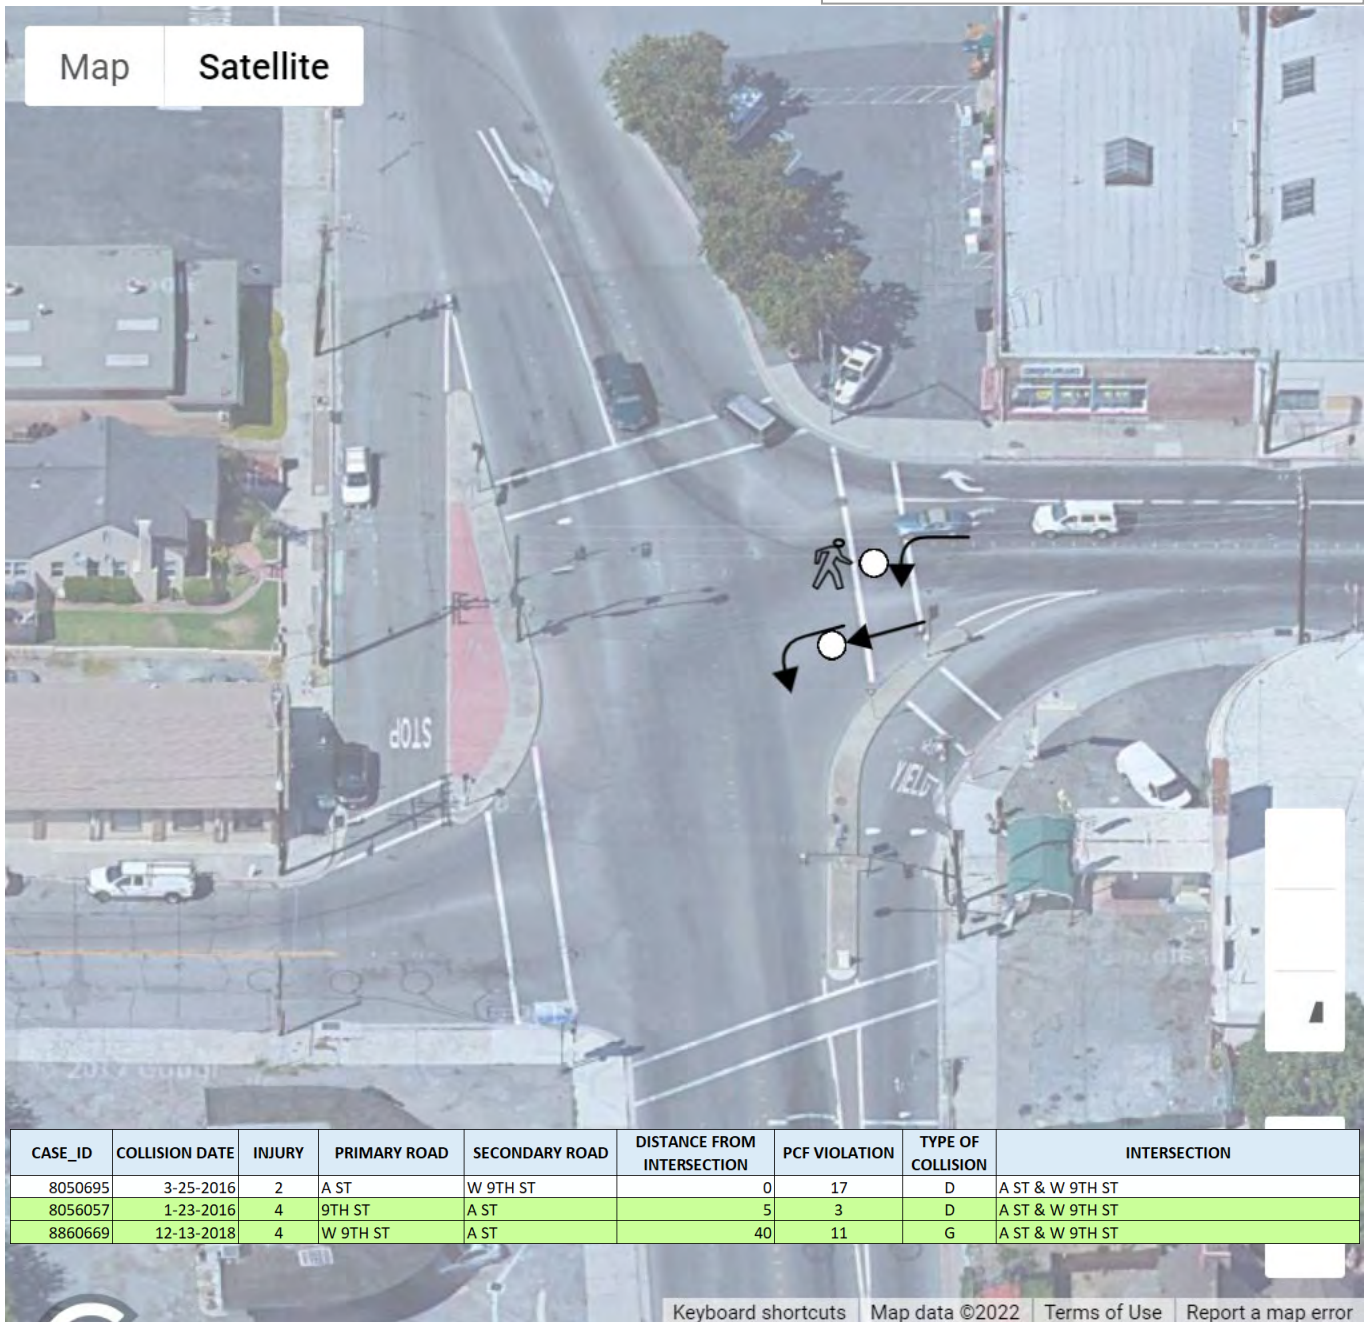 Map Satellite
STOP
YIELD
CASE_ID COLLISION DATE INJURY PRIMARY ROAD SECONDARY ROAD DISTANCE FROM INTERSECTION PCF VIOLATION TYPE OF COLLISION INTERSECTION
8050695 3-25-2016 2 A ST W 9TH ST 0 17 D A ST & W 9TH ST
8056057 1-23-2016 4 9TH ST A ST 5 3 D A ST & W 9TH ST
8860669 12-13-2018 4 W 9TH ST A ST 40 11 G A ST & W 9TH ST
Keyboard shortcuts Map data ©2022 Terms of Use Report a map error